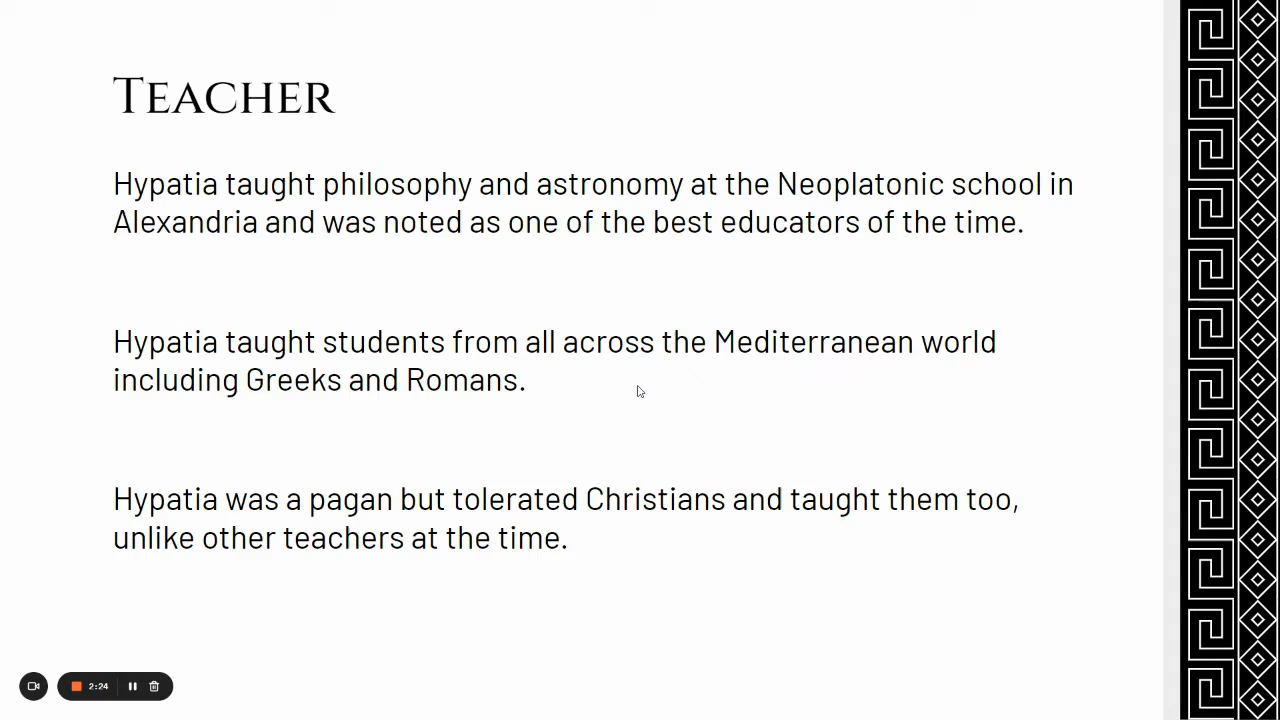 Teacher
Hypatia taught philosophy and astronomy at the Neoplatonic school in
Alexandria and was noted as one of the best educators of the time.
Hypatia taught students from all across the Mediterranean world
including Greeks and Romans.
Hypatia was a pagan but tolerated Christians and taught them too,
unlike other teachers at the time.
2:24